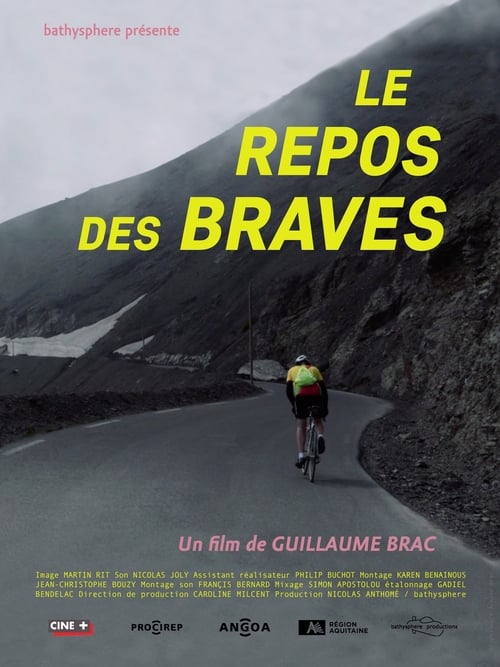 bathysphere présente
LE
REPOS
DES BRAVES
Un film de GUILLAUME BRAC
Image MARTIN RIT Son NICOLAS JOLY Assistant réalisateur PHILIP BUCHOT Montage KAREN BENAINOUS
JEAN-CHRISTOPHE BOUZY Montage son FRANÇIS BERNARD Mixage SIMON APOSTOLOU étalonnage GADIEL
BENDELAC Direction de production CAROLINE MILCENT Production NICOLAS ANTHOMÉ / bathysphere
CINE + PROCIREP ANGOA RÉGION AQUITAINE bathysphere productions